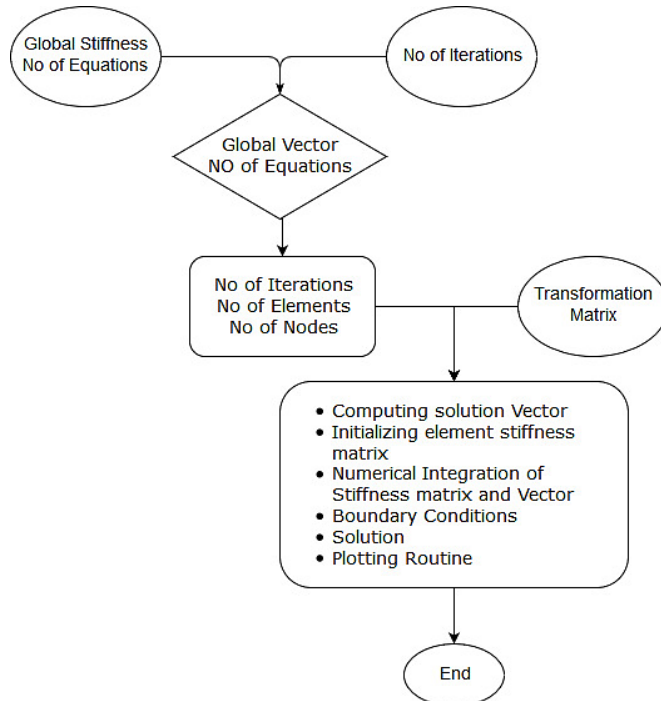 Global Stiffness
No of Equations
No of Iterations
Global Vector
NO of Equations
No of Iterations
No of Elements
No of Nodes
Transformation
Matrix
• Computing solution Vector
• Initializing element stiffness
matrix
• Numerical Integration of
Stiffness matrix and Vector
• Boundary Conditions
• Solution
• Plotting Routine
End